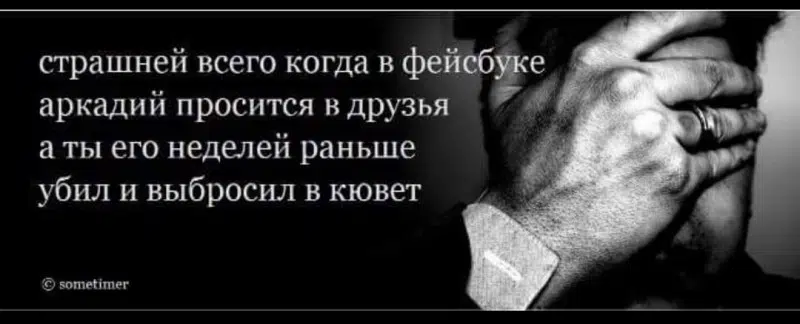 страшней всего когда в фейсбуке
аркадий просится в друзья
а ты его неделей раньше
убил и выбросил в кювет
© sometimer